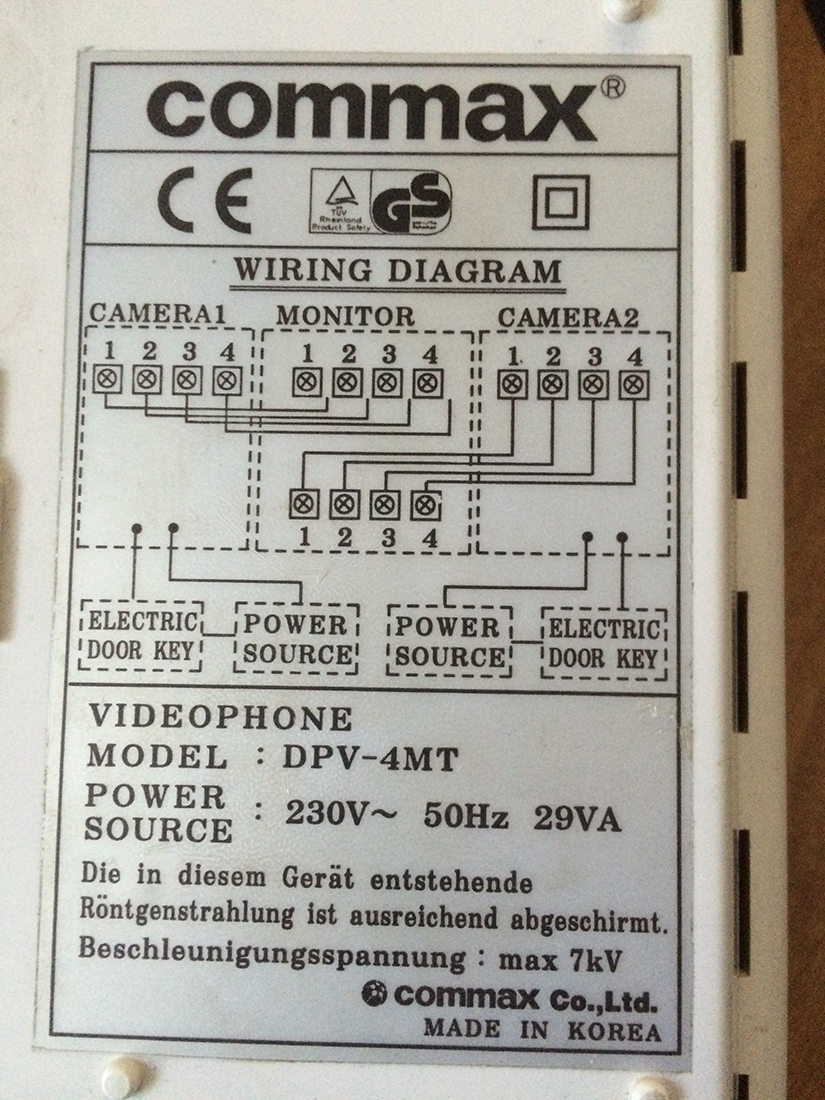 commax®
CE
TÜV
Rheinland
Product Safety
GS
WIRING DIAGRAM
CAMERA1 MONITOR CAMERA2
1 2 3 4 1 2 3 4 1 2 3 4
1 2 3 4
ELECTRIC POWER POWER ELECTRIC
DOOR KEY SOURCE SOURCE DOOR KEY
VIDEOPHONE
MODEL : DPV-4MT
POWER SOURCE : 230V~ 50Hz 29VA
Die in diesem Gerät entstehende
Röntgenstrahlung ist ausreichend abgeschirmt.
Beschleunigungsspannung : max 7kV
commax Co.,Ltd.
MADE IN KOREA